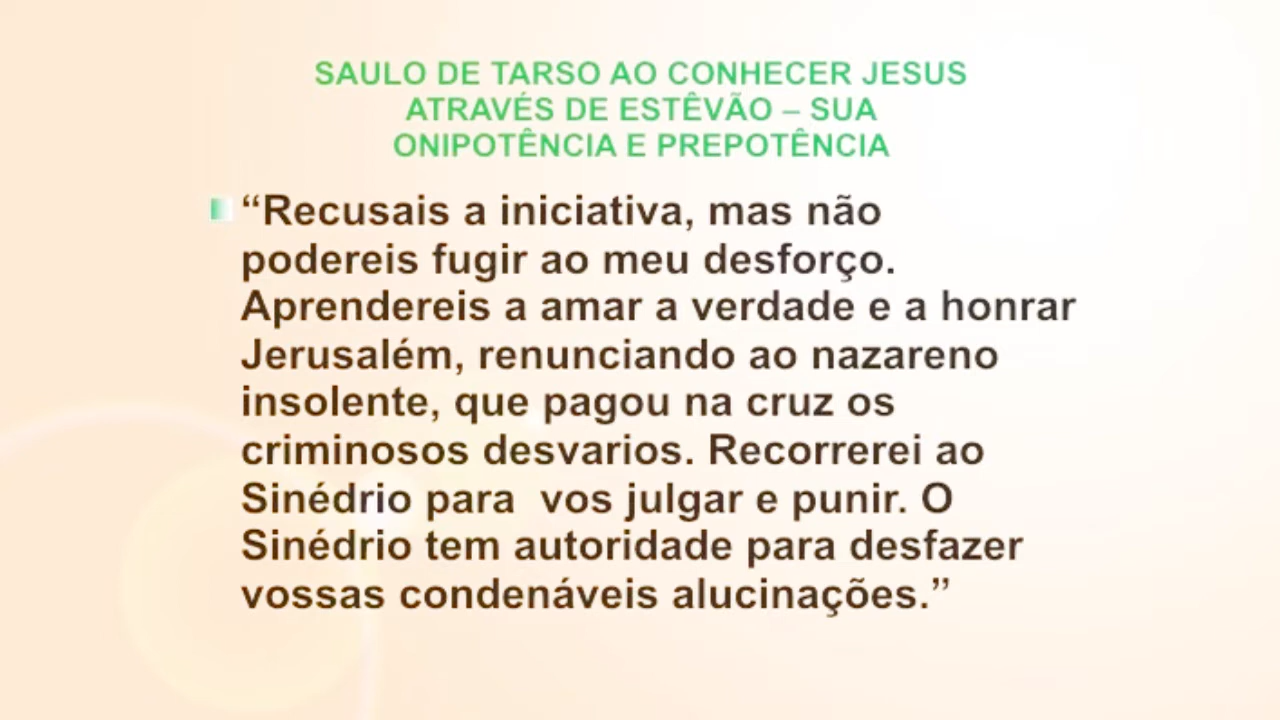 SAULO DE TARSO AO CONHECER JESUS
ATRAVÉS DE ESTÊVÃO – SUA
ONIPOTÊNCIA E PREPOTÊNCIA
“Recusais a iniciativa, mas não
podereis fugir ao meu desforço.
Aprendereis a amar a verdade e a honrar
Jerusalém, renunciando ao nazareno
insolente, que pagou na cruz os
criminosos desvarios. Recorrerei ao
Sinédrio para  vos julgar e punir. O
Sinédrio tem autoridade para desfazer
vossas condenáveis alucinações.”